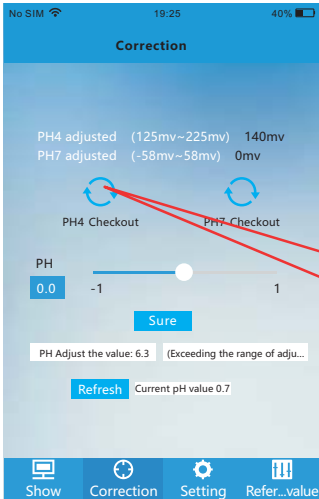 No SIM 19:25 40%
Correction
PH4 adjusted (125mv~225mv) 140mv
PH7 adjusted (-58mv~58mv) 0mv
PH4 Checkout PH7 Checkout
PH
0.0 -1 1
Sure
PH Adjust the value: 6.3 (Exceeding the range of adju...
Refresh Current pH value 0.7
Show Correction Setting Refer...value